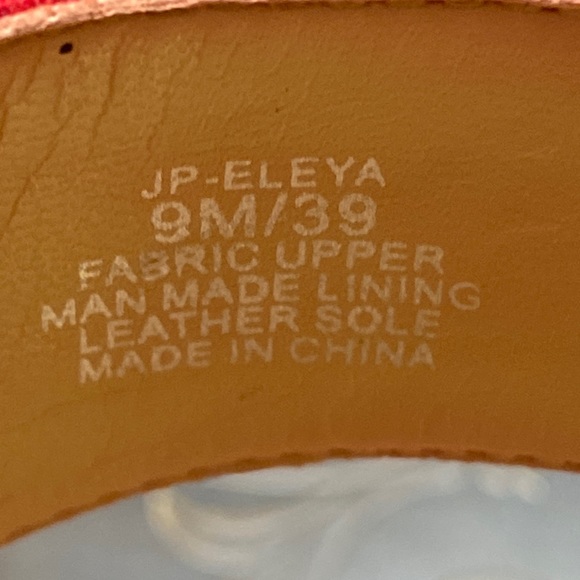 JP-ELEYA
9M/39
FABRIC UPPER
MAN MADE LINING
LEATHER SOLE
MADE IN CHINA